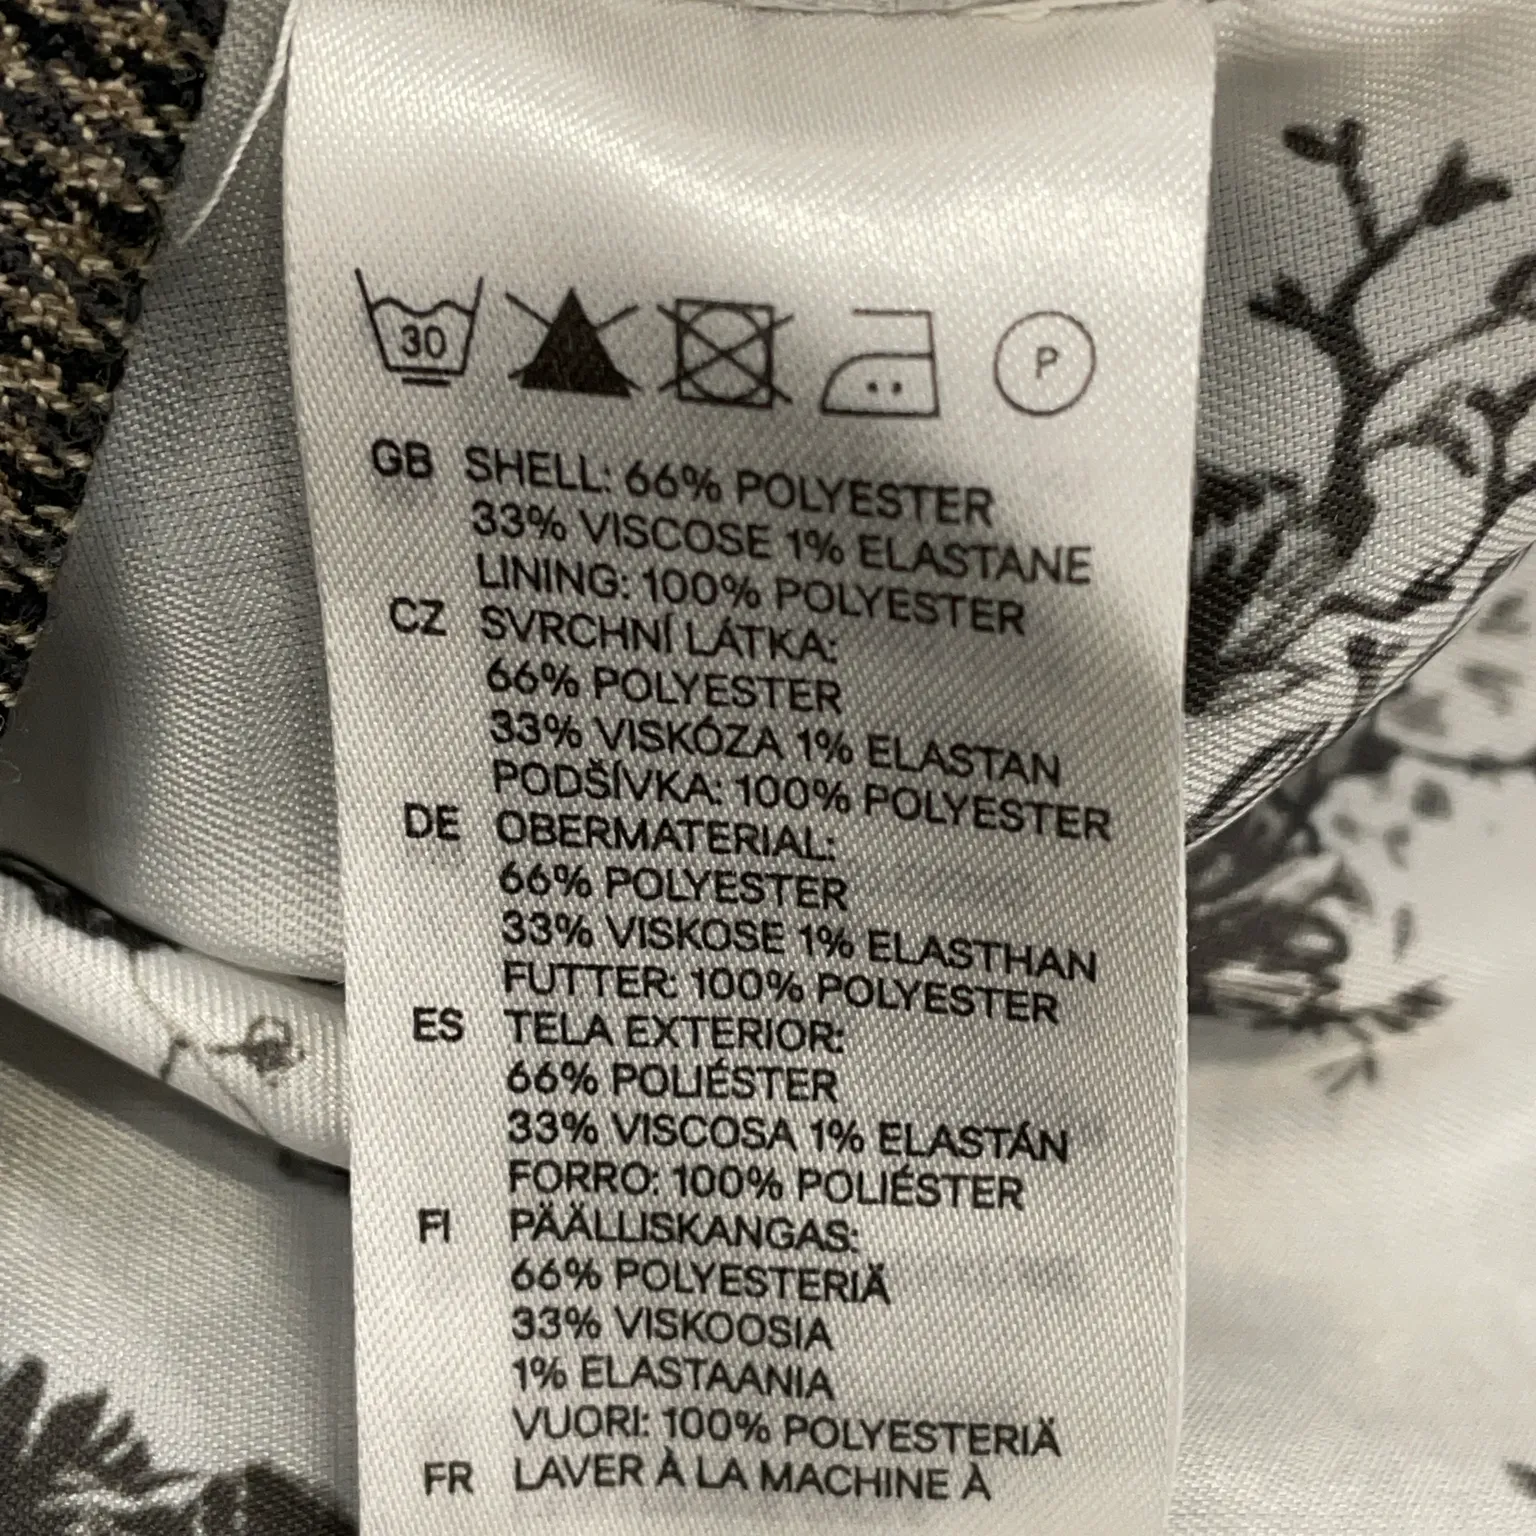 30
P
GB SHELL: 66% POLYESTER
33% VISCOSE 1% ELASTANE
LINING: 100% POLYESTER
CZ SVRCHNÍ LÁTKA:
66% POLYESTER
33% VISKÓZA 1% ELASTAN
PODŠÍVKA: 100% POLYESTER
DE OBERMATERIAL:
66% POLYESTER
33% VISKOSE 1% ELASTHAN
FUTTER: 100% POLYESTER
ES TELA EXTERIOR:
66% POLIÉSTER
33% VISCOSA 1% ELASTÁN
FORRO: 100% POLIÉSTER
FI PÄÄLLISKANGAS:
66% POLYESTERIÄ
33% VISKOOSIA
1% ELASTAANIA
VUORI: 100% POLYESTERIÄ
FR LAVER À LA MACHINE À